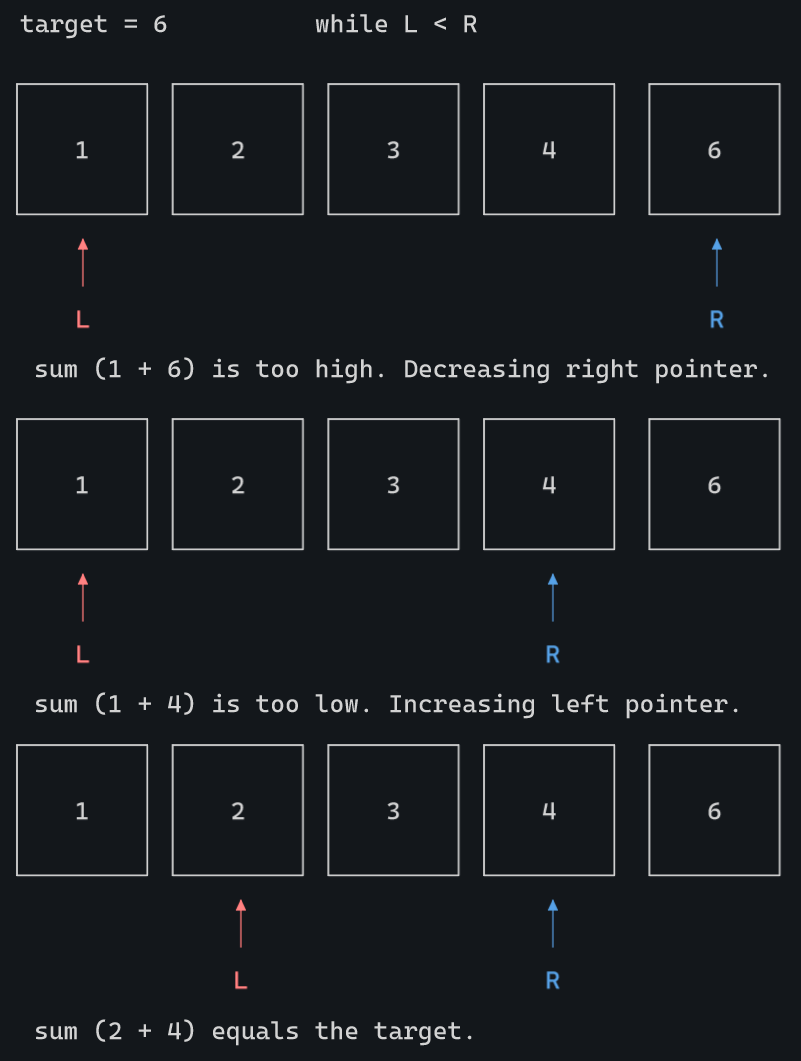 target = 6 while L < R
1 2 3 4 6
L R
sum (1 + 6) is too high. Decreasing right pointer.
1 2 3 4 6
L R
sum (1 + 4) is too low. Increasing left pointer.
1 2 3 4 6
L R
sum (2 + 4) equals the target.